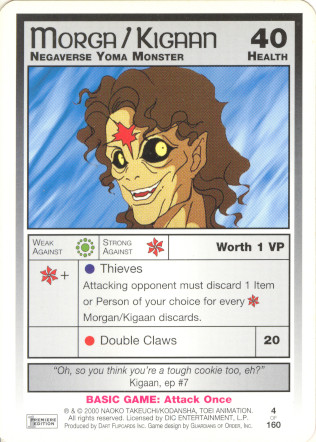 MORGA/KIGAAN 40
NEGAVERSE YOMA MONSTER HEALTH
WEAK AGAINST STRONG AGAINST Worth 1 VP
+ Thieves
Attacking opponent must discard 1 Item
or Person of your choice for every
Morgan/Kigaan discards.
Double Claws 20
"Oh, so you think you're a tough cookie too, eh?"
Kigaan, ep #7
BASIC GAME: Attack Once
PREMIERE EDITION
® & © 2000 NAOKO TAKEUCHI/KODANSHA, TOEI ANIMATION.
All rights reserved. Licensed by DIC ENTERTAINMENT, L.P.
Produced by DART FLIPCARDS INC. Game design by GUARDIANS OF ORDER, INC.
4
OF
160